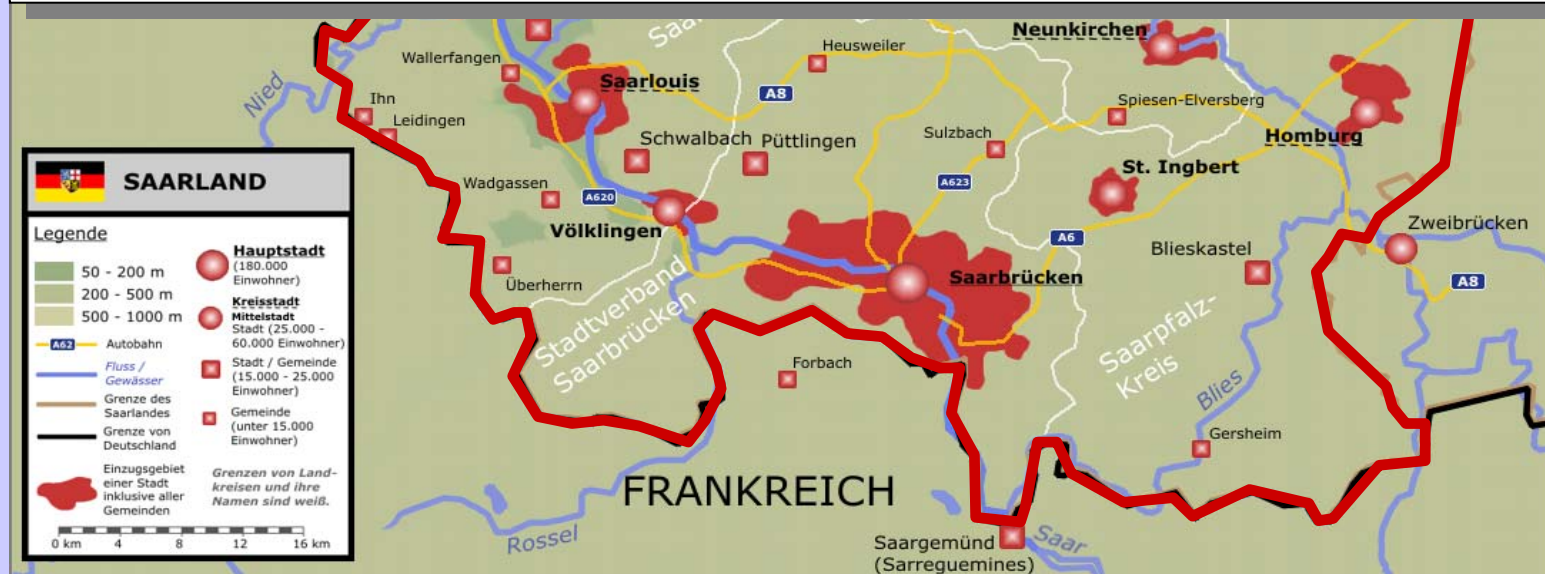 Neunkirchen
Saar
Heusweiler
Wallerfangen
Saarlouis
Nied
A8
Ihn
Leidingen
Spiesen-Elversberg
Schwalbach
Püttlingen
Sulzbach
Homburg
St. Ingbert
Wadgassen
A620
A623
Völklingen
A6
Zweibrücken
Blieskastel
Überherrn
Saarbrücken
A8
Stadtverband
Saarbrücken
Saarpfalz-
Kreis
Forbach
Blies
Gersheim
FRANKREICH
Rossel
Saargemünd
(Sarreguemines)
Saar
SAARLAND
Legende
50 - 200 m
200 - 500 m
500 - 1000 m
A62
Autobahn
Fluss /
Gewässer
Grenze des
Saarlandes
Grenze von
Deutschland
Einzugsgebiet
einer Stadt
inklusive aller
Gemeinden
Hauptstadt
(180.000
Einwohner)
Kreisstadt
Mittelstadt
Stadt (25.000 -
60.000 Einwohner)
Stadt / Gemeinde
(15.000 - 25.000
Einwohner)
Gemeinde
(unter 15.000
Einwohner)
Grenzen von Land-
kreisen und ihre
Namen sind weiß.
0 km 4 8 12 16 km